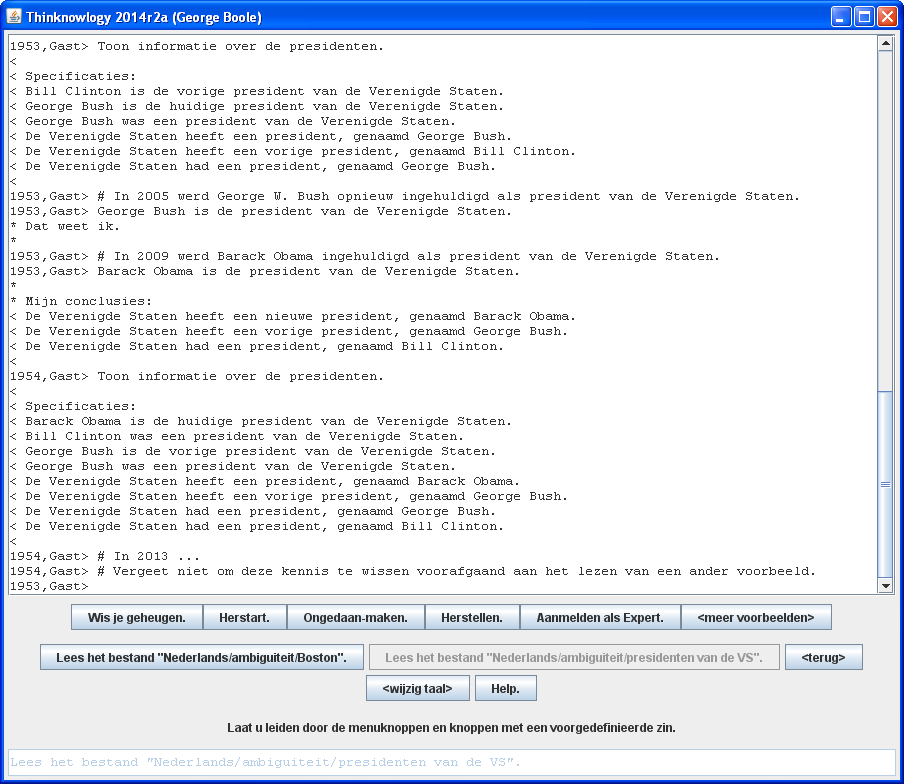 Thinknowlogy 2014r2a (George Boole)
1953,Gast> Toon informatie over de presidenten.
<
< Specificaties:
< Bill Clinton is de vorige president van de Verenigde Staten.
< George Bush is de huidige president van de Verenigde Staten.
< George Bush was een president van de Verenigde Staten.
< De Verenigde Staten heeft een president, genaamd George Bush.
< De Verenigde Staten heeft een vorige president, genaamd Bill Clinton.
< De Verenigde Staten had een president, genaamd George Bush.
<
1953,Gast> # In 2005 werd George W. Bush opnieuw ingehuldigd als president van de Verenigde Staten.
1953,Gast> George Bush is de president van de Verenigde Staten.
* Dat weet ik.
*
1953,Gast> # In 2009 werd Barack Obama ingehuldigd als president van de Verenigde Staten.
1953,Gast> Barack Obama is de president van de Verenigde Staten.
*
* Mijn conclusies:
< De Verenigde Staten heeft een nieuwe president, genaamd Barack Obama.
< De Verenigde Staten heeft een vorige president, genaamd George Bush.
< De Verenigde Staten had een president, genaamd Bill Clinton.
<
1954,Gast> Toon informatie over de presidenten.
<
< Specificaties:
< Barack Obama is de huidige president van de Verenigde Staten.
< Bill Clinton was een president van de Verenigde Staten.
< George Bush is de vorige president van de Verenigde Staten.
< George Bush was een president van de Verenigde Staten.
< De Verenigde Staten heeft een president, genaamd Barack Obama.
< De Verenigde Staten heeft een vorige president, genaamd George Bush.
< De Verenigde Staten had een president, genaamd George Bush.
< De Verenigde Staten had een president, genaamd Bill Clinton.
<
1954,Gast> # In 2013 ...
1954,Gast> # Vergeet niet om deze kennis te wissen voorafgaand aan het lezen van een ander voorbeeld.
1953,Gast>
Wis je geheugen. Herstart. Ongedaan-maken. Herstellen. Aanmelden als Expert. <meer voorbeelden>
Lees het bestand "Nederlands/ambiguiteit/Boston". Lees het bestand "Nederlands/ambiguiteit/presidenten van de VS". <terug>
<wijzig taal> Help.
Laat u leiden door de menuknoppen en knoppen met een voorgedefinieerde zin.
Lees het bestand "Nederlands/ambiguiteit/presidenten van de VS".